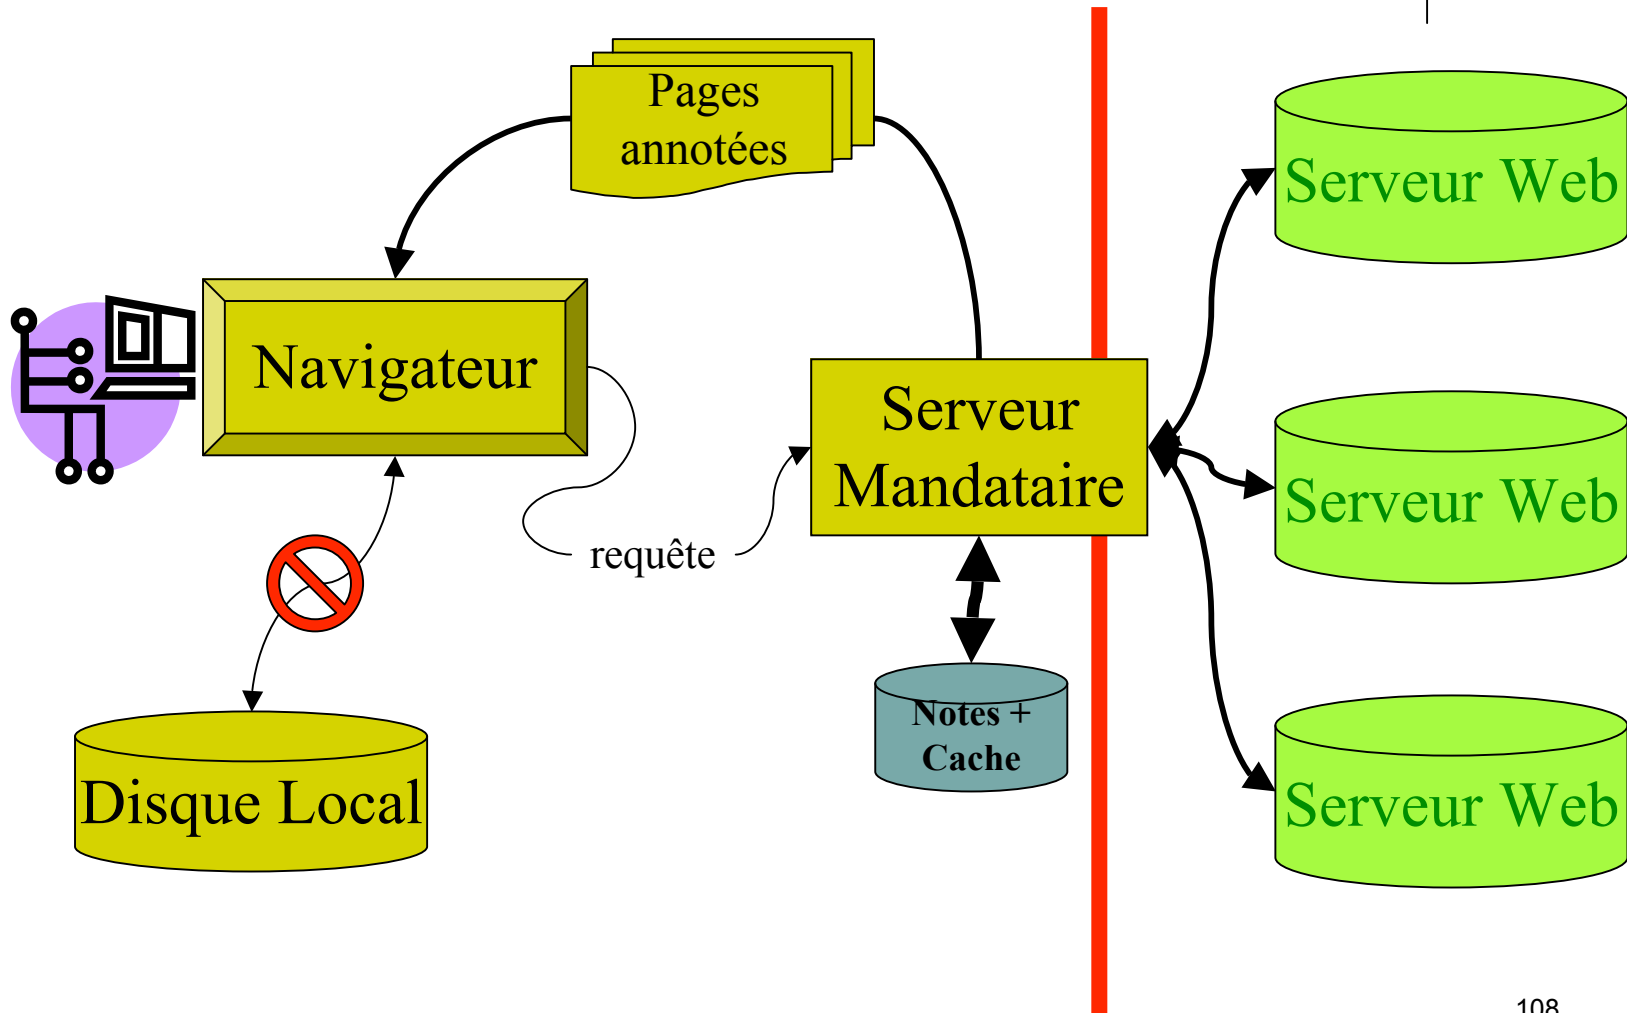 Pages
annotées
Serveur Web
Navigateur
Serveur
Mandataire
Serveur Web
requête
Notes +
Cache
Disque Local
Serveur Web
108